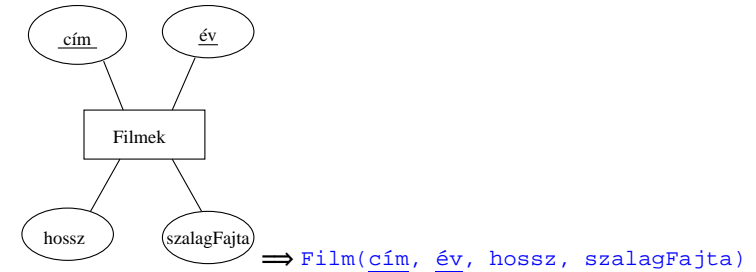 cím
év
Filmek
hossz
szalagFajta
⟹ Film(cím, év, hossz, szalagFajta)